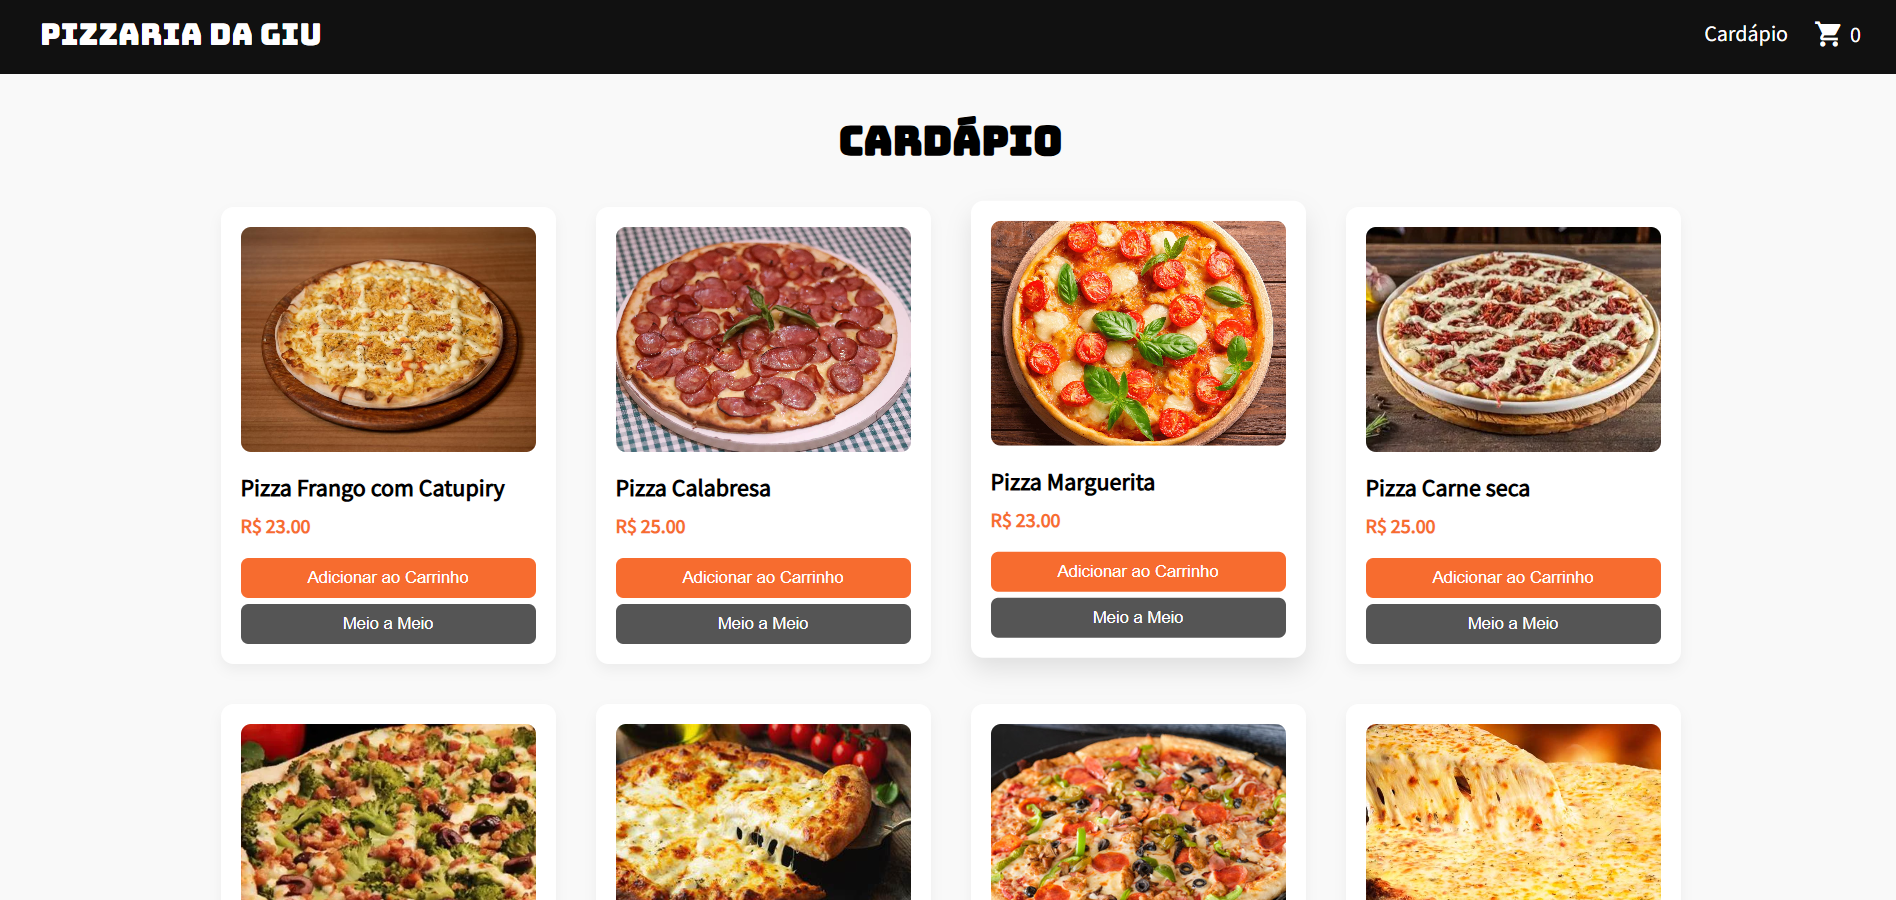 PIZZARIA DA GIU
Cardápio
0
CARDÁPIO
Pizza Frango com Catupiry
R$ 23.00
Adicionar ao Carrinho
Meio a Meio
Pizza Calabresa
R$ 25.00
Adicionar ao Carrinho
Meio a Meio
Pizza Marguerita
R$ 23.00
Adicionar ao Carrinho
Meio a Meio
Pizza Carne seca
R$ 25.00
Adicionar ao Carrinho
Meio a Meio